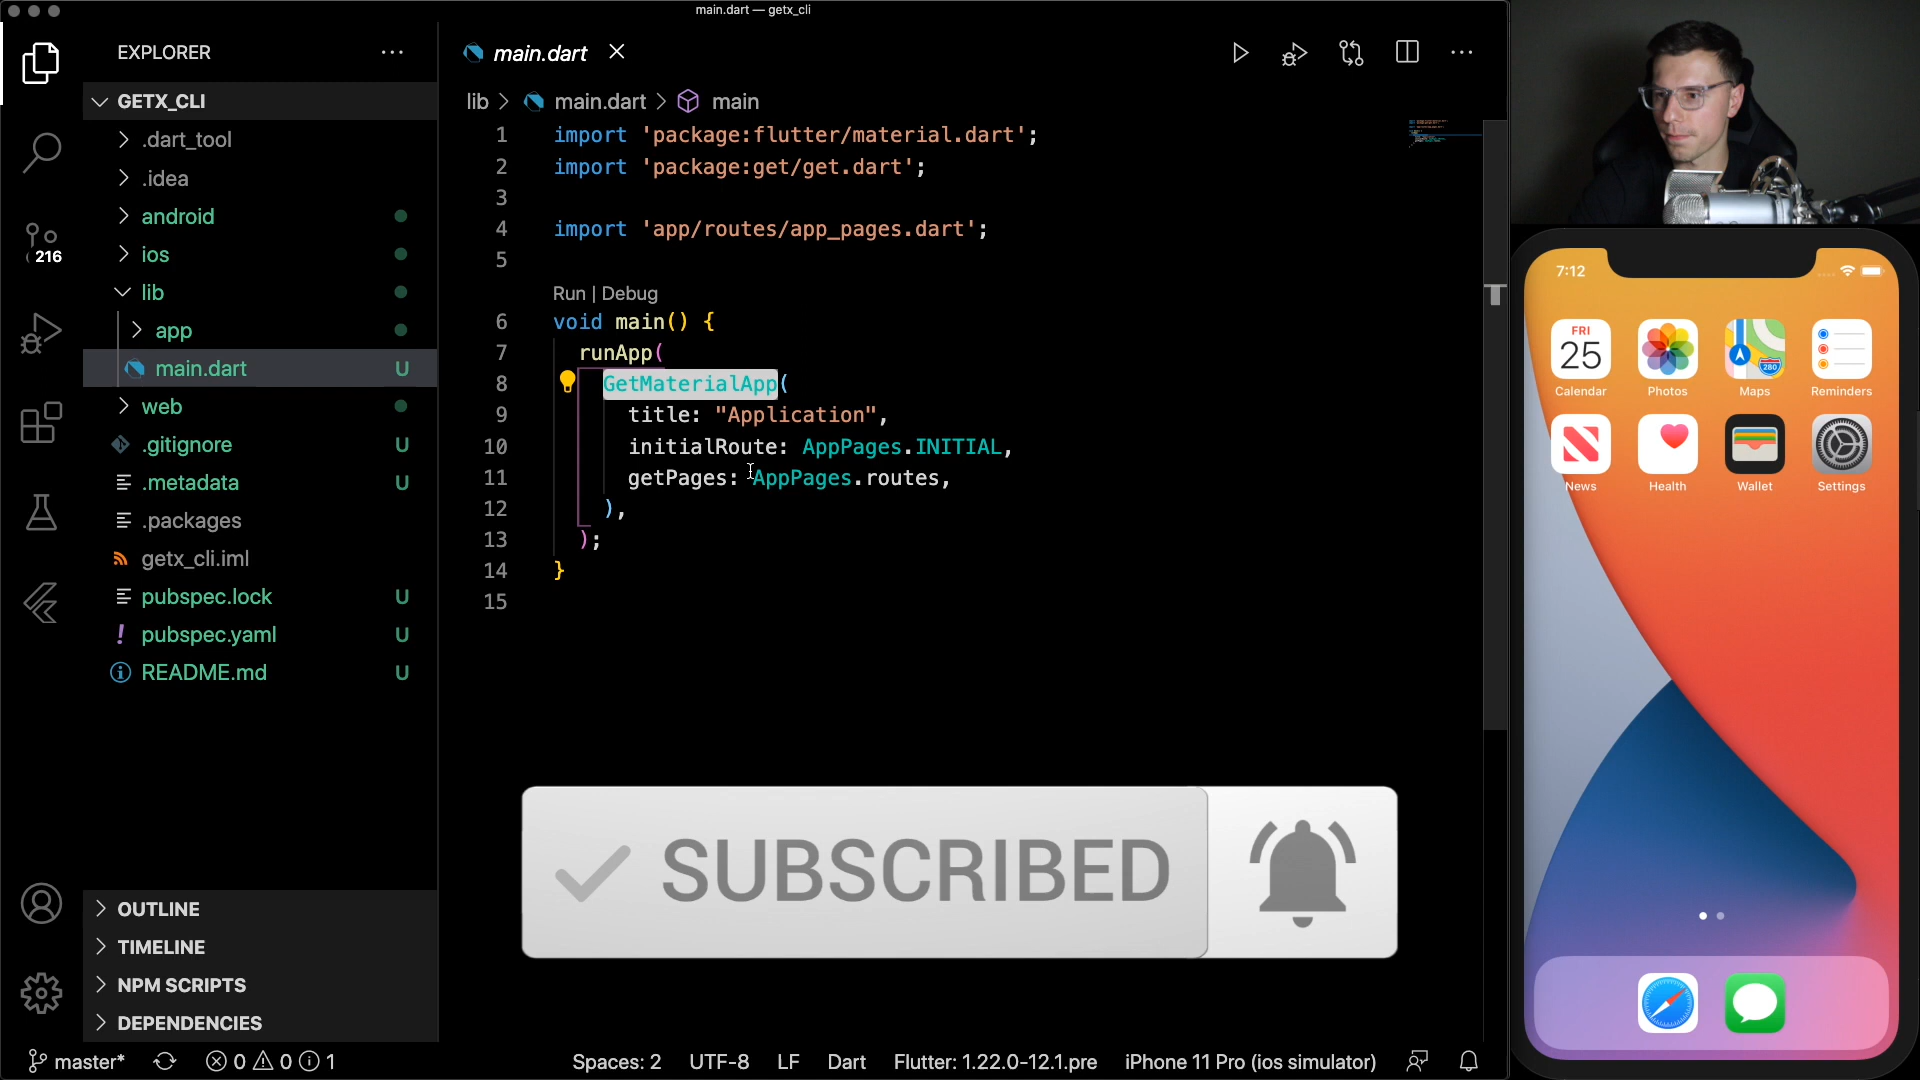 main.dart — getx_cli
EXPLORER
GETX_CLI
.dart_tool
.idea
android
ios
lib
app
main.dart U
web
.gitignore U
.metadata U
.packages
getx_cli.iml
pubspec.lock U
pubspec.yaml U
README.md U
216
OUTLINE
TIMELINE
NPM SCRIPTS
DEPENDENCIES
main.dart
lib > main.dart > main
1 import 'package:flutter/material.dart';
2 import 'package:get/get.dart';
3
4 import 'app/routes/app_pages.dart';
5
Run | Debug
6 void main() {
7 runApp(
8 GetMaterialApp(
9 title: "Application",
10 initialRoute: AppPages.INITIAL,
11 getPages: AppPages.routes,
12 ),
13 );
14 }
15
SUBSCRIBED
master* 0 0 1
Spaces: 2 UTF-8 LF Dart Flutter: 1.22.0-12.1.pre iPhone 11 Pro (ios simulator)
7:12
FRI
25
280
Calendar Photos Maps Reminders
News Health Wallet Settings